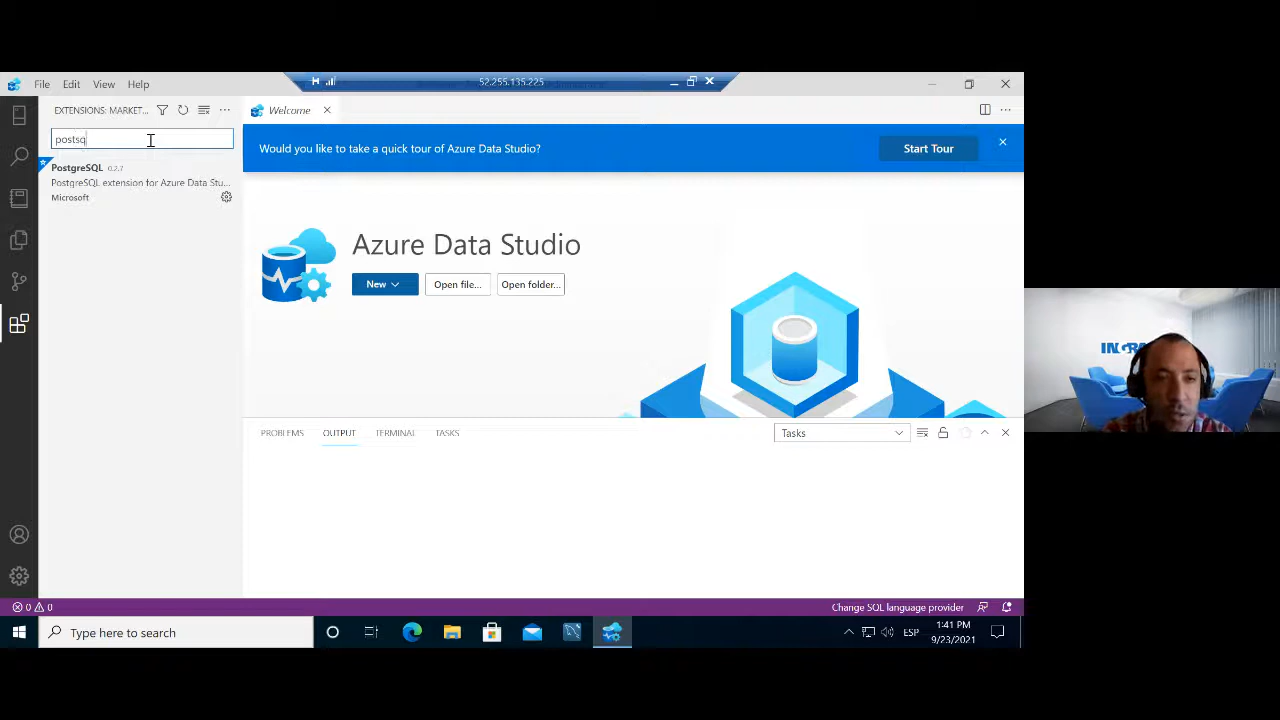 File Edit View Help
52.255.135.225
EXTENSIONS: MARKET...
Welcome
postsq
Would you like to take a quick tour of Azure Data Studio?
Start Tour
PostgreSQL 0.2.7
PostgreSQL extension for Azure Data Stu...
Microsoft
Azure Data Studio
New
Open file...
Open folder...
PROBLEMS OUTPUT TERMINAL TASKS
Tasks
0 0
Change SQL language provider
Type here to search
ESP
1:41 PM
9/23/2021